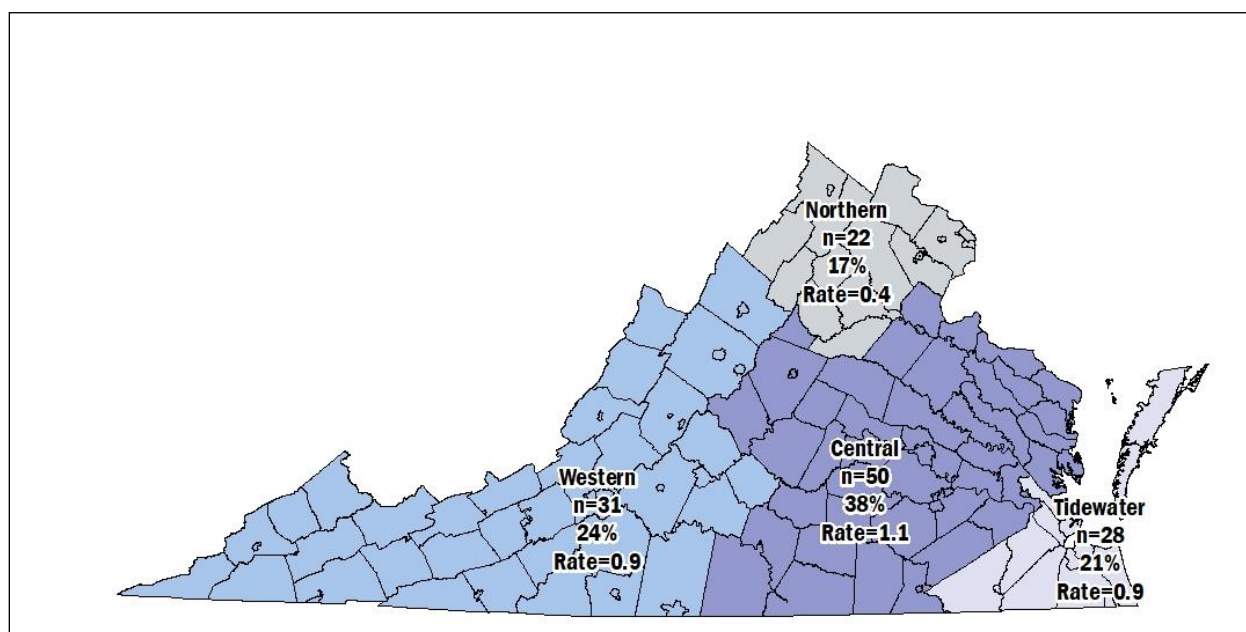 Northern
n=22
17%
Rate=0.4
Western
n=31
24%
Rate=0.9
Central
n=50
38%
Rate=1.1
Tidewater
n=28
21%
Rate=0.9